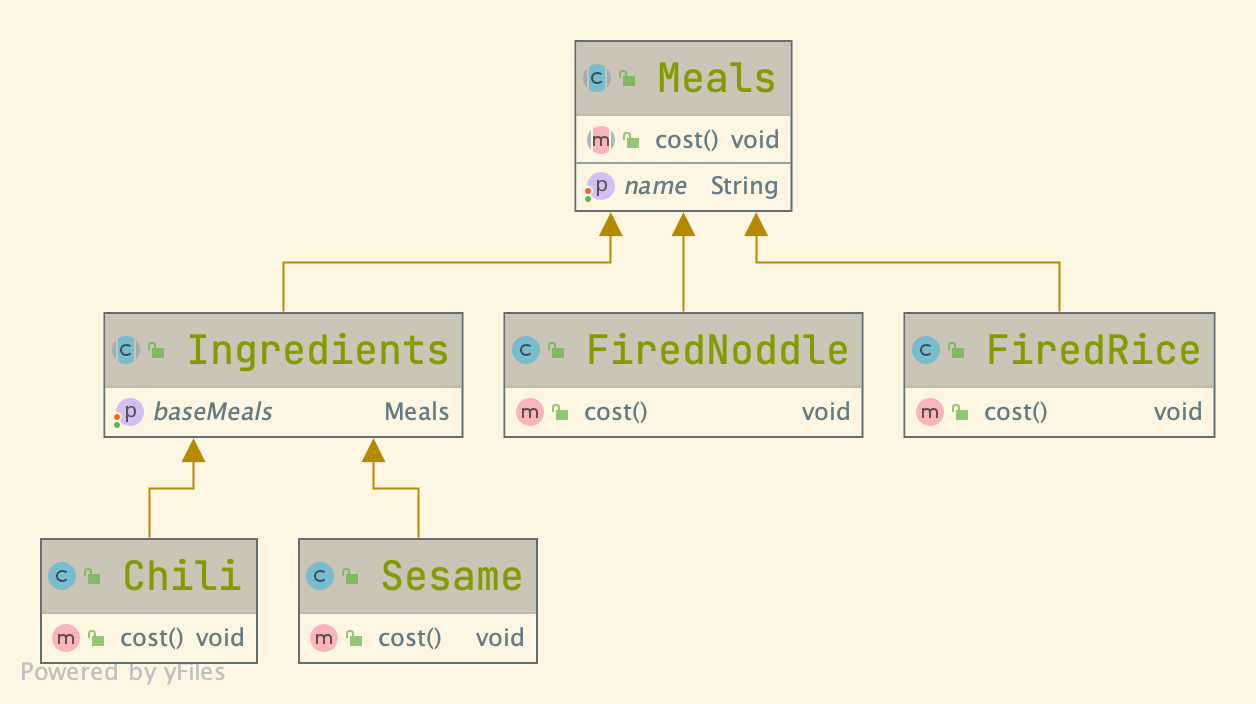 Meals
cost() void
name String
Ingredients
baseMeals Meals
FiredNoddle
cost() void
FiredRice
cost() void
Chili
cost() void
Sesame
cost() void
Powered by yFiles